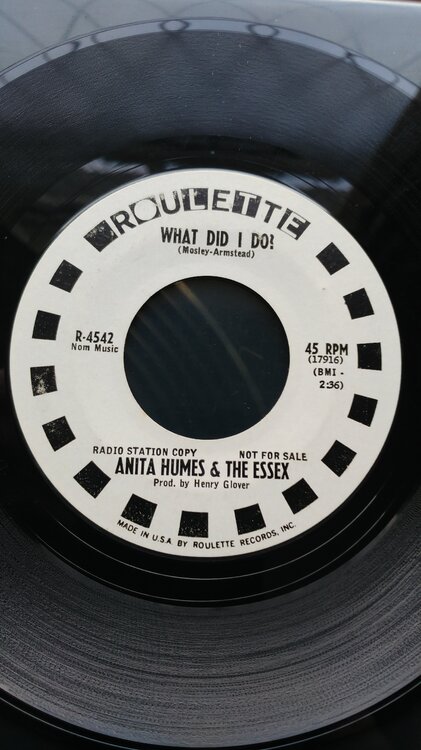 ROULETTE
WHAT DID I DO?
(Mosley-Armstead)
R-4542
Nom Music
45 RPM
(17916)
(BMI -
2:36)
RADIO STATION COPY NOT FOR SALE
ANITA HUMES & THE ESSEX
Prod. by Henry Glover
MADE IN U.S.A. BY ROULETTE RECORDS, INC.